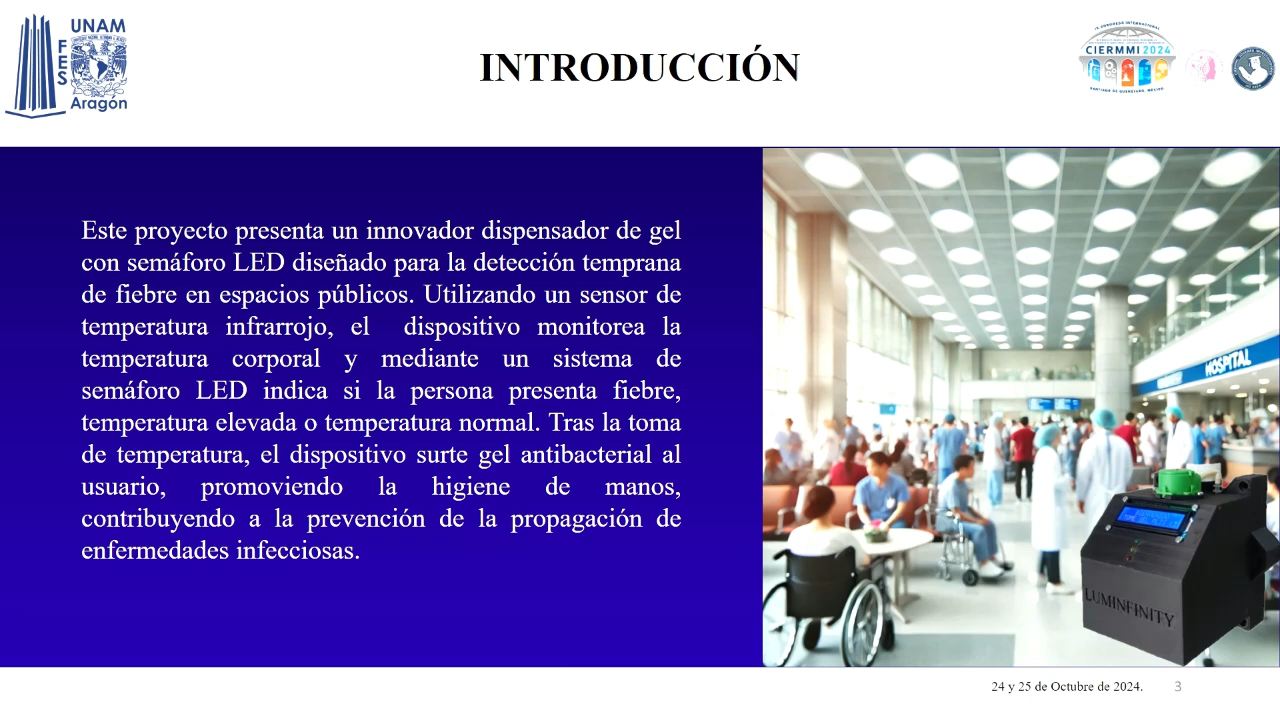 UNAM
FES
Aragón
INTRODUCCIÓN
CIERMMI 2024
Este proyecto presenta un innovador dispensador de gel
con semáforo LED diseñado para la detección temprana
de fiebre en espacios públicos. Utilizando un sensor de
temperatura infrarrojo, el dispositivo monitorea la
temperatura corporal y mediante un sistema de
semáforo LED indica si la persona presenta fiebre,
temperatura elevada o temperatura normal. Tras la toma
de temperatura, el dispositivo surte gel antibacterial al
usuario, promoviendo la higiene de manos,
contribuyendo a la prevención de la propagación de
enfermedades infecciosas.
HOSPITAL
LUMINFINITY
24 y 25 de Octubre de 2024.
3